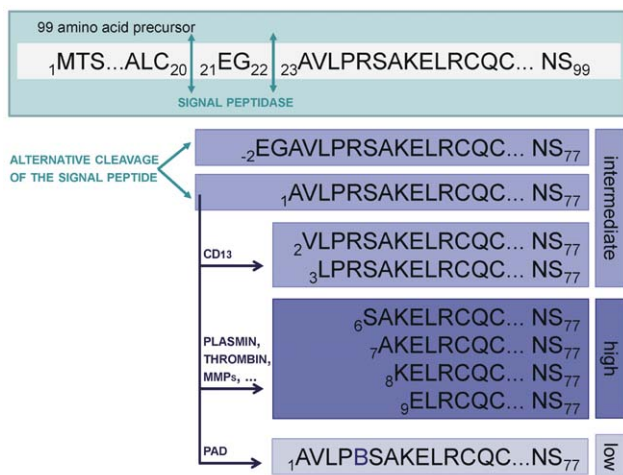 99 amino acid precursor
1MTS...ALC20 21EG22 23AVLPRSAKELRCQC... NS99
SIGNAL PEPTIDASE
ALTERNATIVE CLEAVAGE
OF THE SIGNAL PEPTIDE
-2EGAVLPRSAKELRCQC... NS77
1AVLPRSAKELRCQC... NS77
intermediate
CD13
2VLPRSAKELRCQC... NS77
3LPRSAKELRCQC... NS77
PLASMIN,
THROMBIN,
MMPs, ...
6SAKELRCQC... NS77
7AKELRCQC... NS77
8KELRCQC... NS77
9ELRCQC... NS77
high
PAD
1AVLPBSAKELRCQC... NS77
low